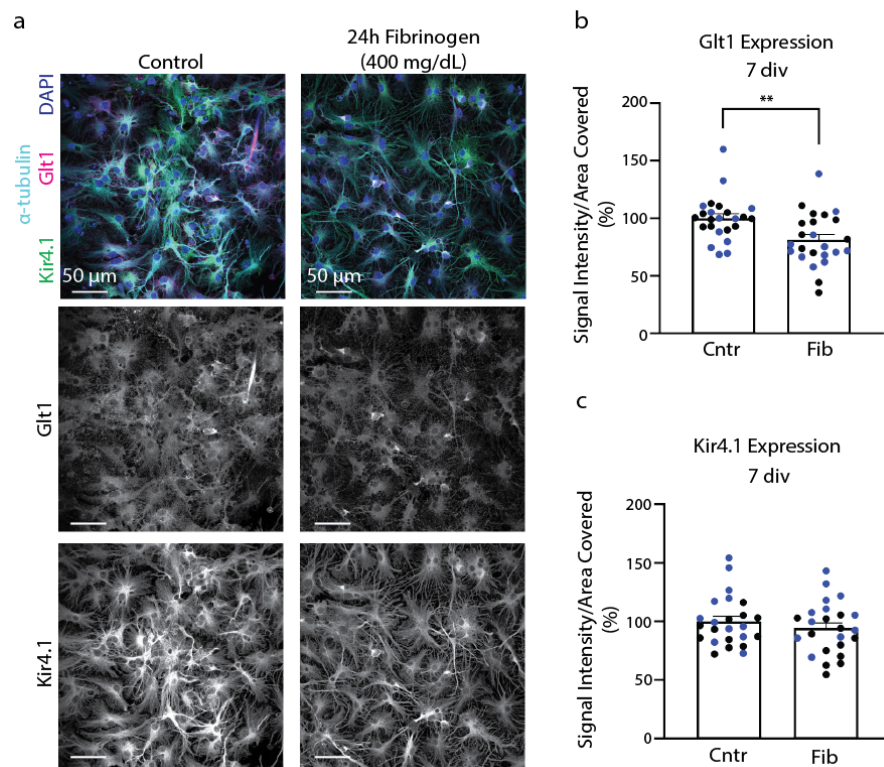 a
Control
24h Fibrinogen
(400 mg/dL)
Kir4.1 α-tubulin Glt1 DAPI
50 µm
50 µm
Glt1
Kir4.1
b
Glt1 Expression
7 div
Signal Intensity/Area Covered
(%)
200
150
100
50
0
**
Cntr
Fib
c
Kir4.1 Expression
7 div
Signal Intensity/Area Covered
(%)
200
150
100
50
0
Cntr
Fib